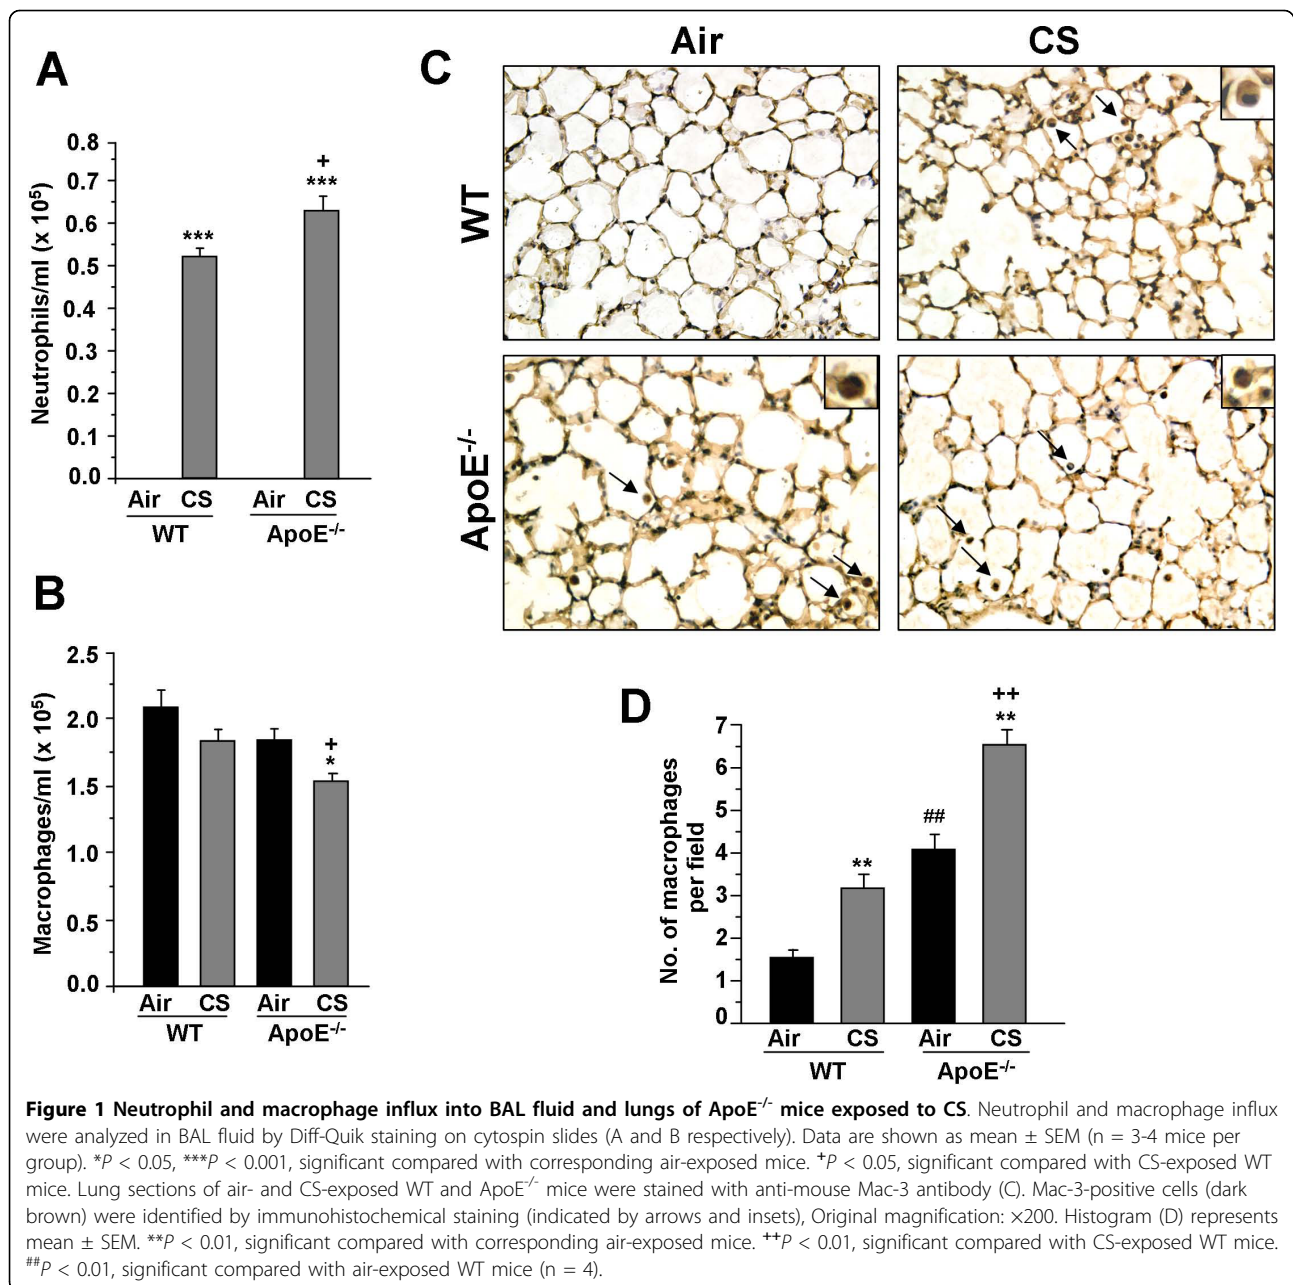 A
Neutrophils/ml (x 10⁵)
0.8
0.7
0.6
0.5
0.4
0.3
0.2
0.1
0.0
***
+
***
Air CS Air CS
WT ApoE⁻/⁻
B
Macrophages/ml (x 10⁵)
2.5
2.0
1.5
1.0
0.5
0.0
+
*
Air CS Air CS
WT ApoE⁻/⁻
C
Air CS
WT
ApoE⁻/⁻
D
No. of macrophages
per field
7
6
5
4
3
2
1
0
**
##
++
**
Air CS Air CS
WT ApoE⁻/⁻
Figure 1 Neutrophil and macrophage influx into BAL fluid and lungs of ApoE⁻/⁻ mice exposed to CS. Neutrophil and macrophage influx
were analyzed in BAL fluid by Diff-Quik staining on cytospin slides (A and B respectively). Data are shown as mean ± SEM (n = 3-4 mice per
group). *P < 0.05, ***P < 0.001, significant compared with corresponding air-exposed mice. ⁺P < 0.05, significant compared with CS-exposed WT
mice. Lung sections of air- and CS-exposed WT and ApoE⁻/⁻ mice were stained with anti-mouse Mac-3 antibody (C). Mac-3-positive cells (dark
brown) were identified by immunohistochemical staining (indicated by arrows and insets), Original magnification: ×200. Histogram (D) represents
mean ± SEM. **P < 0.01, significant compared with corresponding air-exposed mice. ⁺⁺P < 0.01, significant compared with CS-exposed WT mice.
##P < 0.01, significant compared with air-exposed WT mice (n = 4).